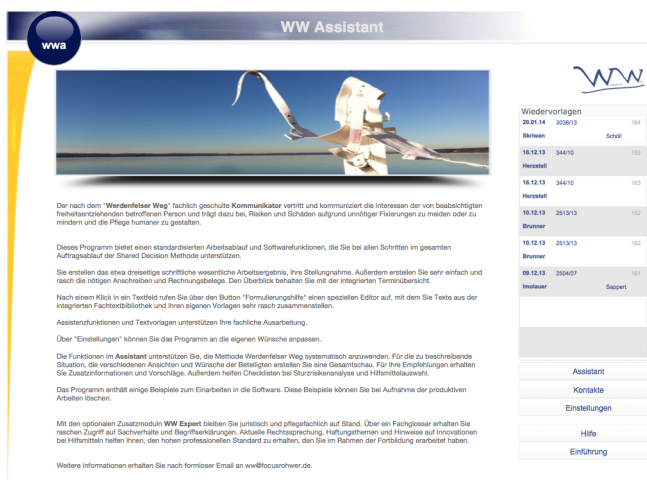 WW Assistant
wwa
Der nach dem "Werdenfelser Weg" fachlich geschulte Kommunikator vertritt und kommuniziert die Interessen der von beabsichtigten
freiheitsentziehenden betroffenen Person und trägt dazu bei, Risiken und Schäden aufgrund unnötiger Fixierungen zu meiden oder zu
mindern und die Pflege humaner zu gestalten.
Dieses Programm bietet einen standardisierten Arbeitsablauf und Softwarefunktionen, die Sie bei allen Schritten im gesamten
Auftragsablauf der Shared Decision Methode unterstützen.
Sie erstellen das etwa dreiseitige schriftliche wesentliche Arbeitsergebnis, Ihre Stellungnahme. Außerdem erstellen Sie sehr einfach und
rasch die nötigen Anschreiben und Rechnungsbelege. Den Überblick behalten Sie mit der integrierten Terminübersicht.
Nach einem Klick in ein Textfeld rufen Sie über den Button "Formulierungshilfe" einen speziellen Editor auf, mit dem Sie Texte aus der
integrierten Fachtextbibliothek und Ihren eigenen Vorlagen sehr rasch zusammenstellen.
Assistenzfunktionen und Textvorlagen unterstützen Ihre fachliche Ausarbeitung.
Über "Einstellungen" können Sie das Programm an die eigenen Wünsche anpassen.
Die Funktionen im Assistant unterstützen Sie, die Methode Werdenfelser Weg systematisch anzuwenden. Für die zu beschreibende
Situation, die verschiedenen Ansichten und Wünsche der Beteiligten erstellen Sie eine Gesamtschau. Für Ihre Empfehlungen erhalten
Sie Zusatzinformationen und Vorschläge. Außerdem helfen Checklisten bei Sturzrisikenanalyse und Hilfsmittelauswahl.
Das Programm enthält einige Beispiele zum Einarbeiten in die Software. Diese Beispiele können Sie bei Aufnahme der produktiven
Arbeiten löschen.
Mit den optionalen Zusatzmoduln WW Expert bleiben Sie juristisch und pflegefachlich auf Stand. Über ein Fachglossar erhalten Sie
raschen Zugriff auf Sachverhalte und Begriffserklärungen. Aktuelle Rechtssprechung, Haftungsthemen und Hinweise auf Innovationen
bei Hilfsmitteln helfen Ihnen, den hohen professionellen Standard zu erhalten, den Sie im Rahmen der Fortbildung erarbeitet haben.
Weitere Informationen erhalten Sie nach formloser Email an ww@focusrohwer.de.
Wiedervorlagen
20.01.14 3038/13 164
Skriwan Schöll
16.12.13 344/10 163
Herzstell
16.12.13 344/10 163
Herzstell
10.12.13 2513/13 152
Brunner
10.12.13 2513/13 162
Brunner
09.12.13 2504/07 161
Imolauer Sappert
Assistant
Kontakte
Einstellungen
Hilfe
Einführung